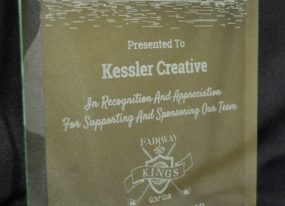 Presented To
Kessler Creative
In Recognition And Appreciation
For Supporting And Sponsoring Our Team
FAIRWAY
KINGS
GOLF CLUB